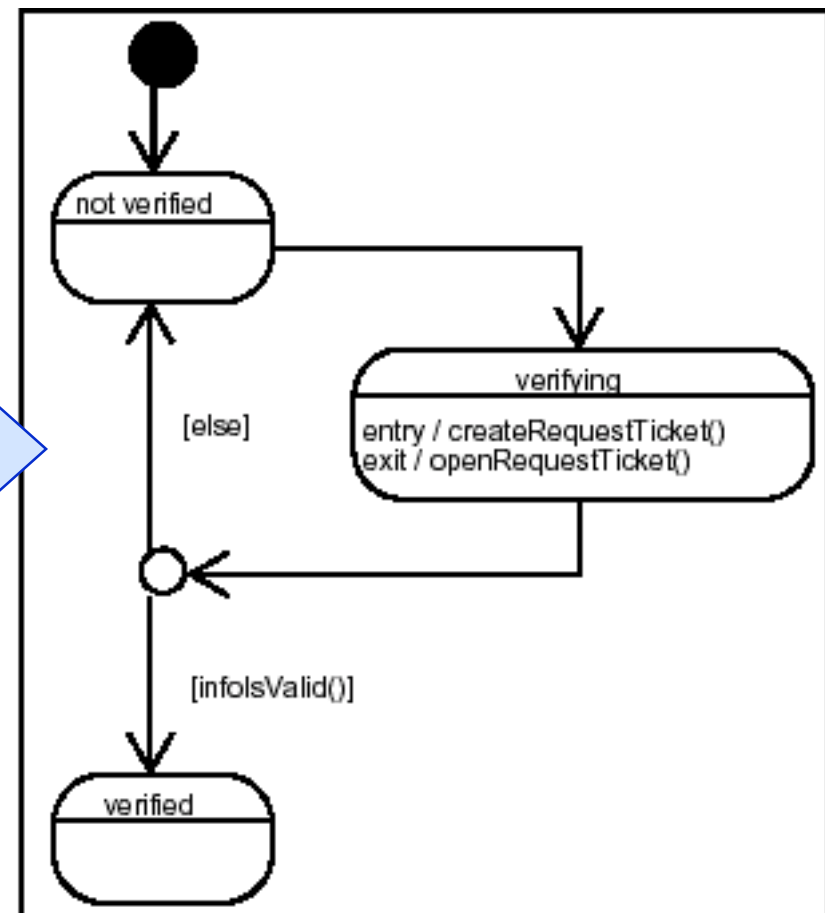 not verified
verifying
entry / createRequestTicket()
exit / openRequestTicket()
[else]
[infoIsValid()]
verified